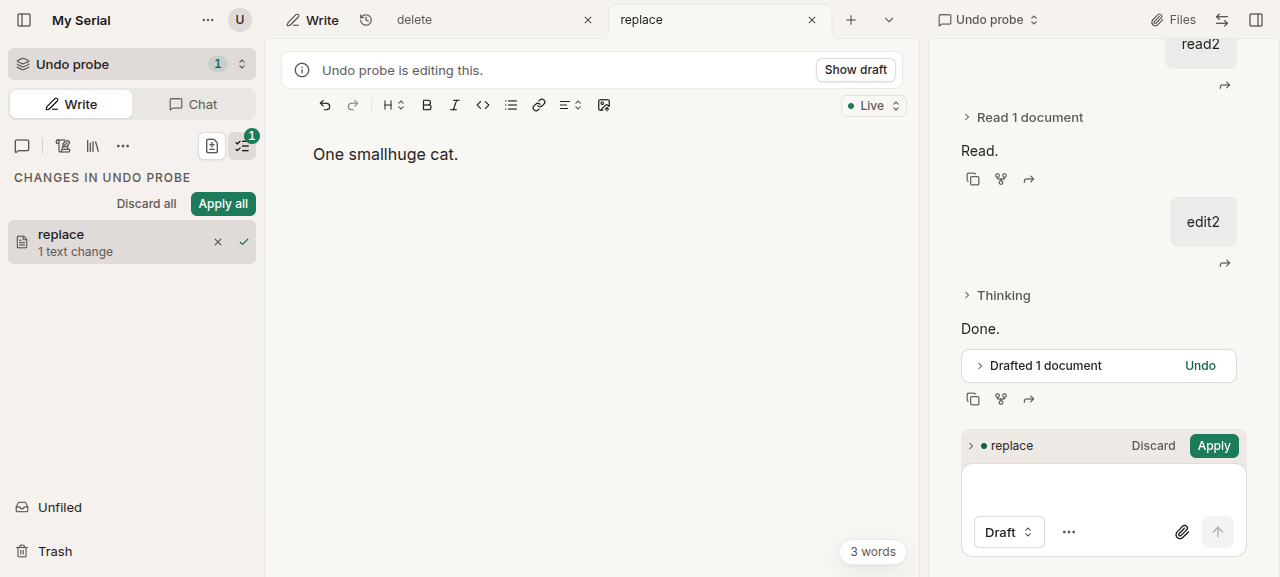 My Serial
U
Undo probe
1
Write
Chat
1
CHANGES IN UNDO PROBE
Discard all
Apply all
replace
1 text change
Unfiled
Trash
Write
delete
replace
Undo probe is editing this.
Show draft
H
B
I
Live
One smallhuge cat.
3 words
Undo probe
Files
read2
Read 1 document
Read.
edit2
Thinking
Done.
Drafted 1 document
Undo
replace
Discard
Apply
Draft